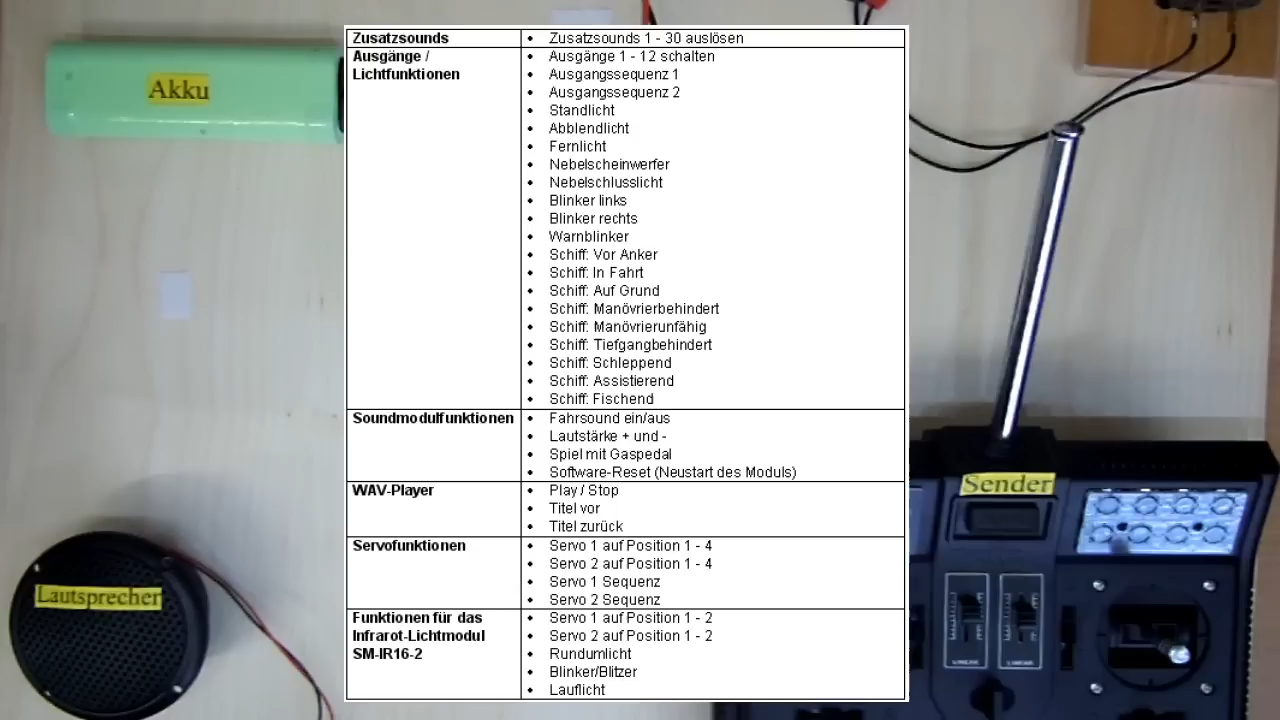 Akku
Zusatzsounds
• Zusatzsounds 1 - 30 auslösen
Ausgänge /
Lichtfunktionen
• Ausgänge 1 - 12 schalten
• Ausgangssequenz 1
• Ausgangssequenz 2
• Standlicht
• Abblendlicht
• Fernlicht
• Nebelscheinwerfer
• Nebelschlusslicht
• Blinker links
• Blinker rechts
• Warnblinker
• Schiff: Vor Anker
• Schiff: In Fahrt
• Schiff: Auf Grund
• Schiff: Manövrierbehindert
• Schiff: Manövrierunfähig
• Schiff: Tiefgangbehindert
• Schiff: Schleppend
• Schiff: Assistierend
• Schiff: Fischend
Soundmodulfunktionen
• Fahrsound ein/aus
• Lautstärke + und -
• Spiel mit Gaspedal
• Software-Reset (Neustart des Moduls)
WAV-Player
• Play / Stop
• Titel vor
• Titel zurück
Servofunktionen
• Servo 1 auf Position 1 - 4
• Servo 2 auf Position 1 - 4
• Servo 1 Sequenz
• Servo 2 Sequenz
Funktionen für das
Infrarot-Lichtmodul
SM-IR16-2
• Servo 1 auf Position 1 - 2
• Servo 2 auf Position 1 - 2
• Rundumlicht
• Blinker/Blitzer
• Lauflicht
Sender
Lautsprecher